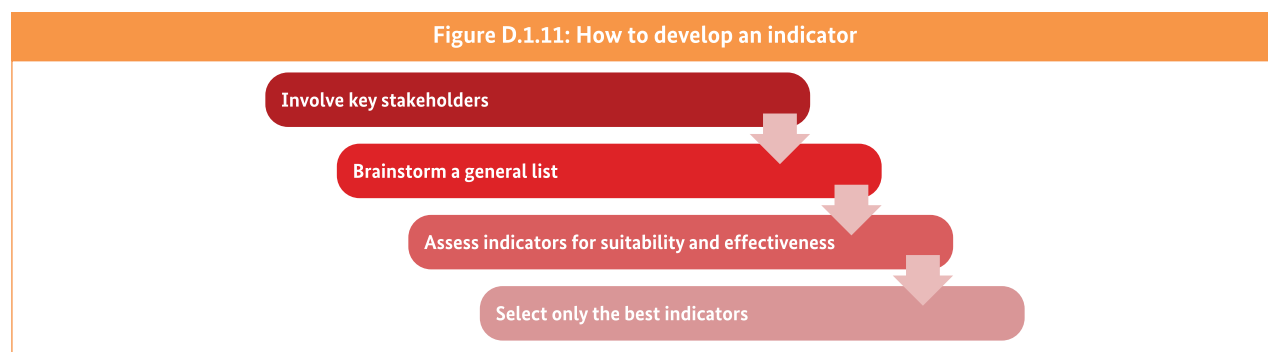 Figure D.1.11: How to develop an indicator
Involve key stakeholders
Brainstorm a general list
Assess indicators for suitability and effectiveness
Select only the best indicators